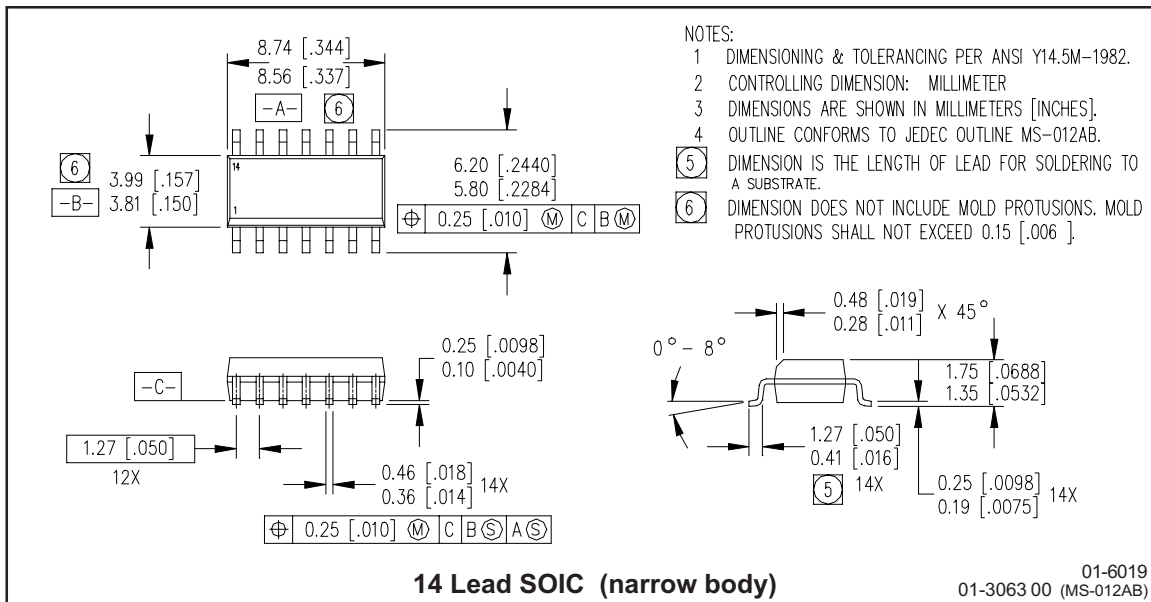 8.74 [.344]
8.56 [.337]
-A- 6
6
3.99 [.157]
3.81 [.150]
-B-
14
1
6.20 [.2440]
5.80 [.2284]
⌖ 0.25 [.010] Ⓜ C B Ⓜ
NOTES:
1 DIMENSIONING & TOLERANCING PER ANSI Y14.5M-1982.
2 CONTROLLING DIMENSION: MILLIMETER
3 DIMENSIONS ARE SHOWN IN MILLIMETERS [INCHES].
4 OUTLINE CONFORMS TO JEDEC OUTLINE MS-012AB.
5 DIMENSION IS THE LENGTH OF LEAD FOR SOLDERING TO
A SUBSTRATE.
6 DIMENSION DOES NOT INCLUDE MOLD PROTUSIONS. MOLD
PROTUSIONS SHALL NOT EXCEED 0.15 [.006 ].
-C-
0.25 [.0098]
0.10 [.0040]
1.27 [.050]
12X
0.46 [.018]
0.36 [.014] 14X
⌖ 0.25 [.010] Ⓜ C B Ⓢ A Ⓢ
0.48 [.019]
0.28 [.011] X 45°
0°- 8°
1.75 [.0688]
1.35 [.0532]
1.27 [.050]
0.41 [.016]
5 14X
0.25 [.0098]
0.19 [.0075] 14X
14 Lead SOIC (narrow body)
01-6019
01-3063 00 (MS-012AB)